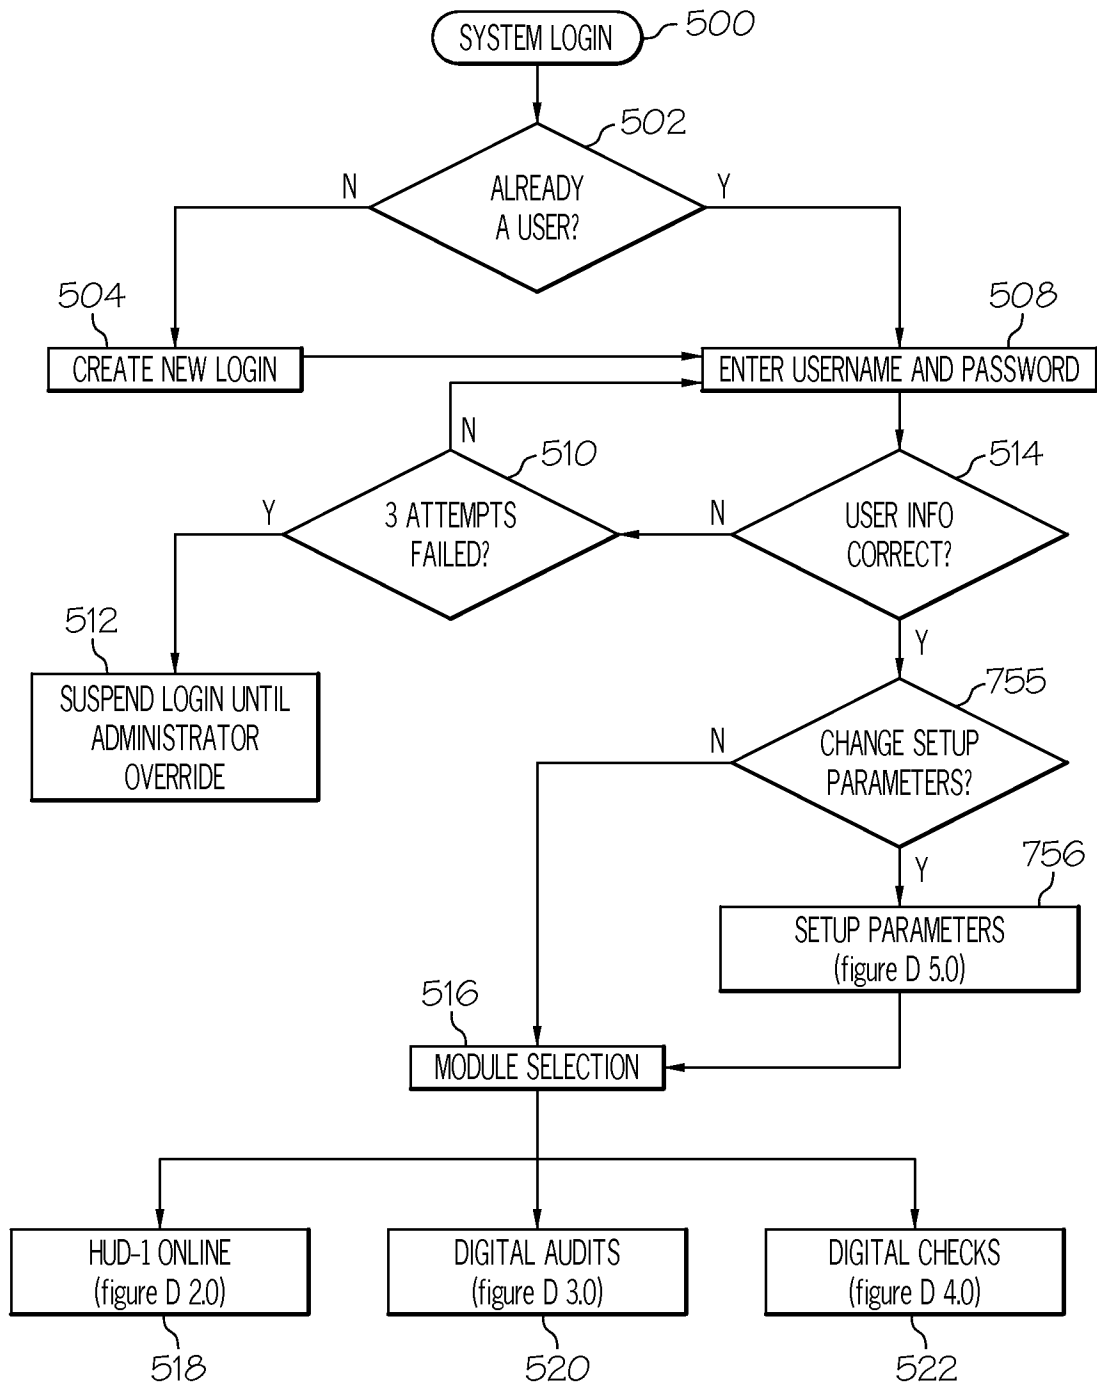 SYSTEM LOGIN
500
502
ALREADY
A USER?
N
Y
504
508
CREATE NEW LOGIN
ENTER USERNAME AND PASSWORD
N
510
514
Y
3 ATTEMPTS
FAILED?
N
USER INFO
CORRECT?
512
Y
SUSPEND LOGIN UNTIL
ADMINISTRATOR
OVERRIDE
755
N
CHANGE SETUP
PARAMETERS?
Y
756
SETUP PARAMETERS
(figure D 5.0)
516
MODULE SELECTION
HUD-1 ONLINE
(figure D 2.0)
DIGITAL AUDITS
(figure D 3.0)
DIGITAL CHECKS
(figure D 4.0)
518
520
522